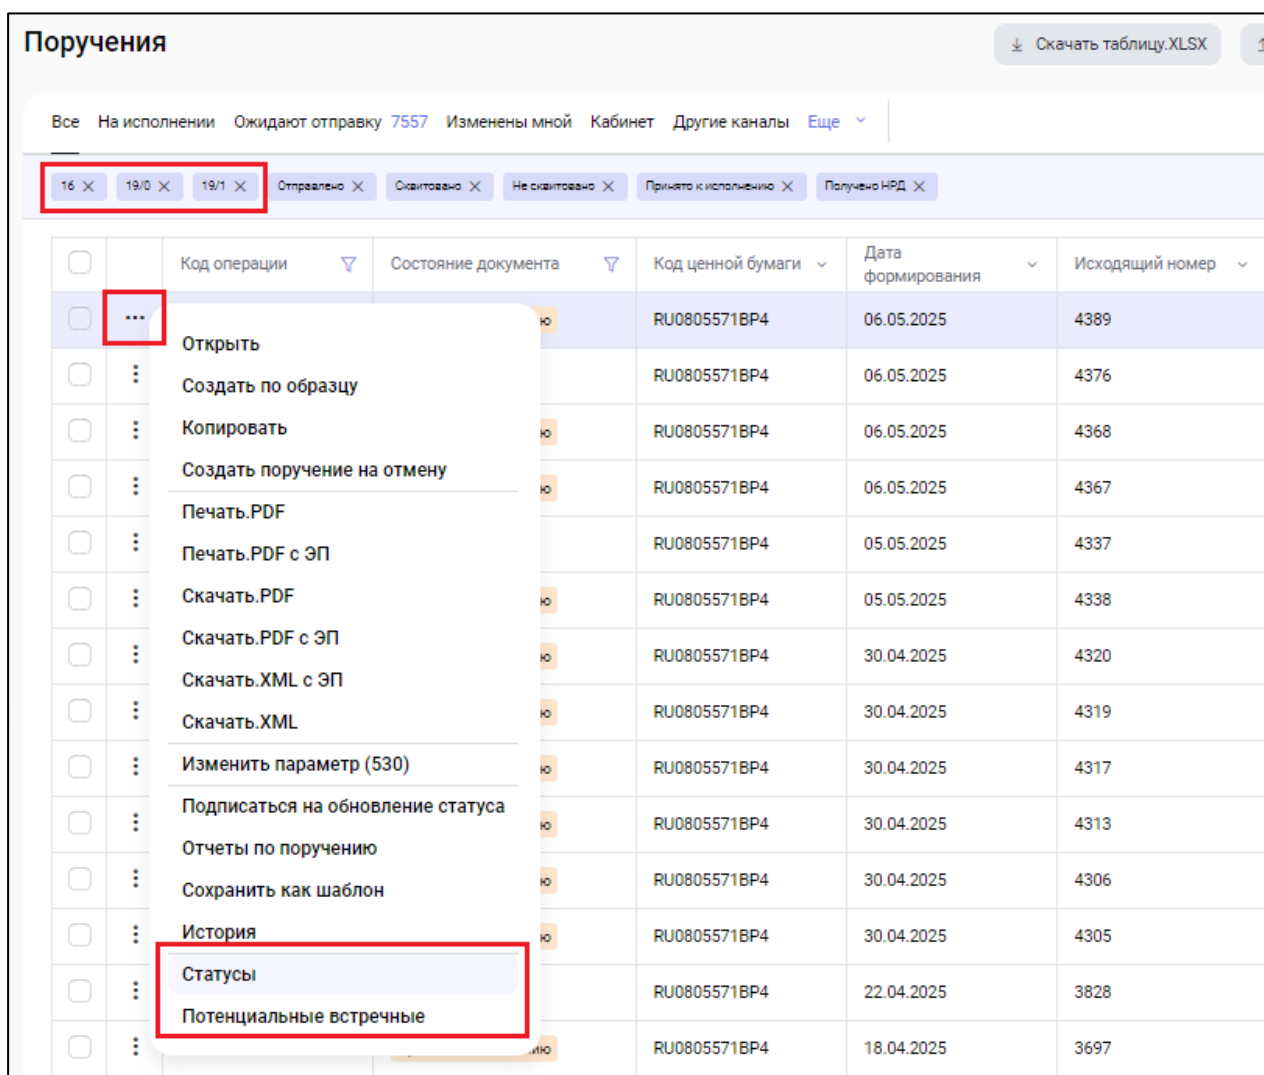 Поручения
Скачать таблицу.XLSX
Все На исполнении Ожидают отправку 7557 Изменены мной Кабинет Другие каналы Еще
16 19/0 19/1 Отправлено Сквитовано Не сквитовано Принято к исполнению Получено НРД
Код операции Состояние документа Код ценной бумаги Дата формирования Исходящий номер
ю RU0805571BP4 06.05.2025 4389
Открыть
RU0805571BP4 06.05.2025 4376
Создать по образцу
Копировать ю RU0805571BP4 06.05.2025 4368
Создать поручение на отмену
ю RU0805571BP4 06.05.2025 4367
Печать.PDF
RU0805571BP4 05.05.2025 4337
Печать.PDF с ЭП
Скачать.PDF ю RU0805571BP4 05.05.2025 4338
Скачать.PDF с ЭП
ю RU0805571BP4 30.04.2025 4320
Скачать.XML с ЭП
Скачать.XML ю RU0805571BP4 30.04.2025 4319
Изменить параметр (530) ю RU0805571BP4 30.04.2025 4317
Подписаться на обновление статуса
ю RU0805571BP4 30.04.2025 4313
Отчеты по поручению
Сохранить как шаблон ю RU0805571BP4 30.04.2025 4306
История ю RU0805571BP4 30.04.2025 4305
Статусы
RU0805571BP4 22.04.2025 3828
Потенциальные встречные
ию RU0805571BP4 18.04.2025 3697